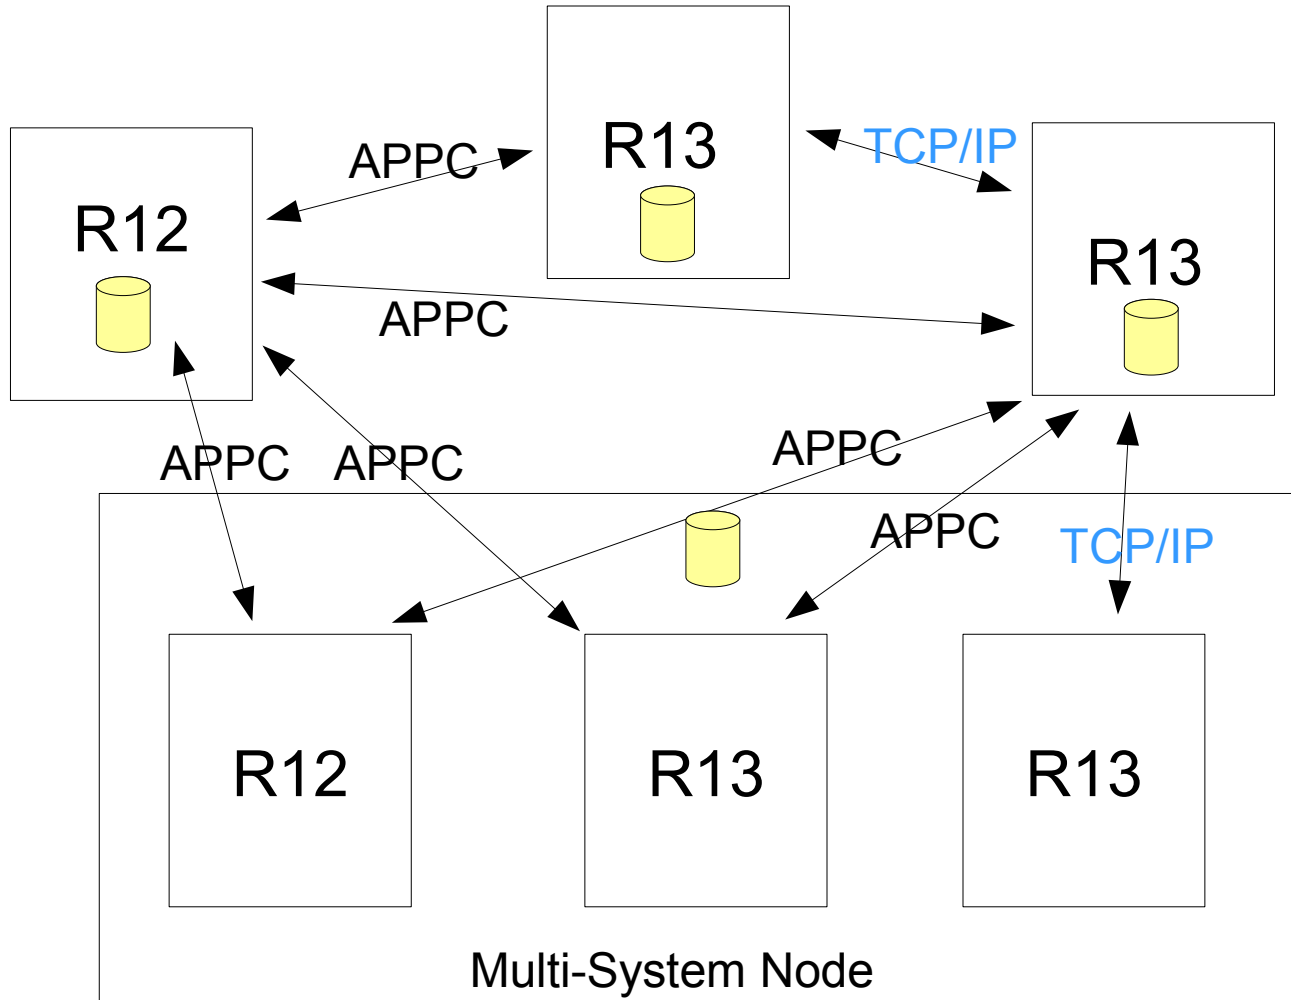 R13
APPC
TCP/IP
R12
R13
APPC
APPC
APPC
APPC
APPC
TCP/IP
R12
R13
R13
Multi-System Node